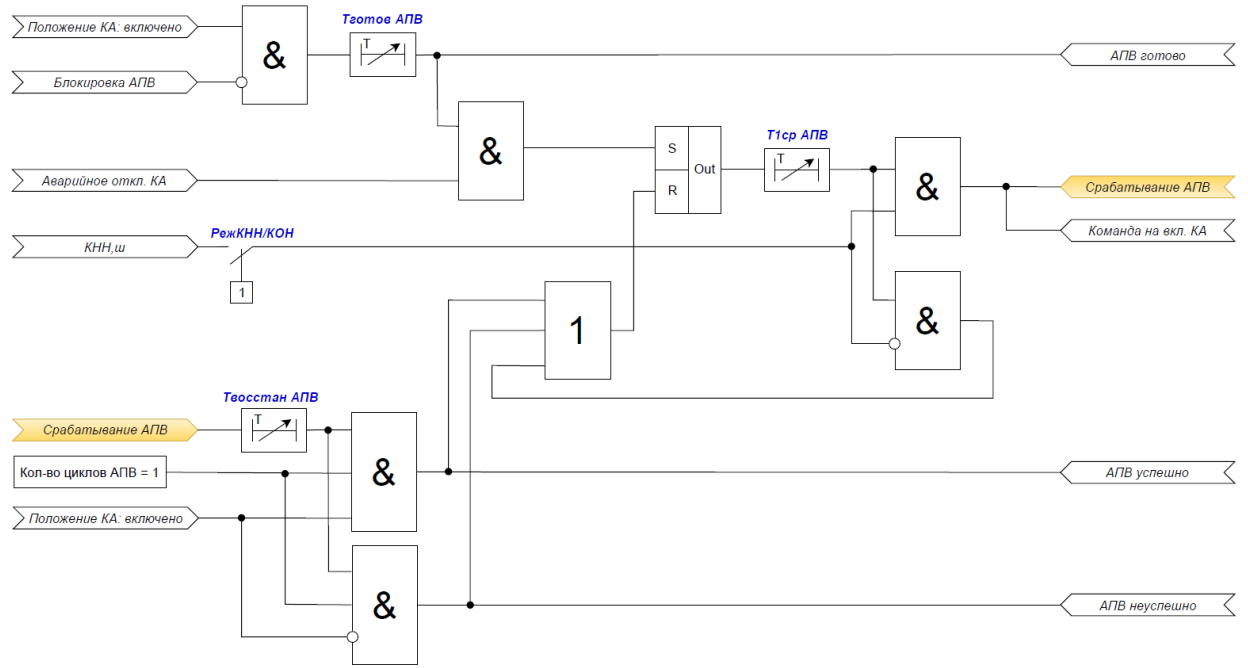 Положение КА: включено
Тготов АПВ
&
T
АПВ готово
Блокировка АПВ
&
T1ср АПВ
S
T
Out
&
Аварийное откл. КА
R
Срабатывание АПВ
РежКНН/КОН
Команда на вкл. КА
КНН,ш
1
1
&
Твосстан АПВ
T
Срабатывание АПВ
Кол-во циклов АПВ = 1
&
АПВ успешно
Положение КА: включено
&
АПВ неуспешно